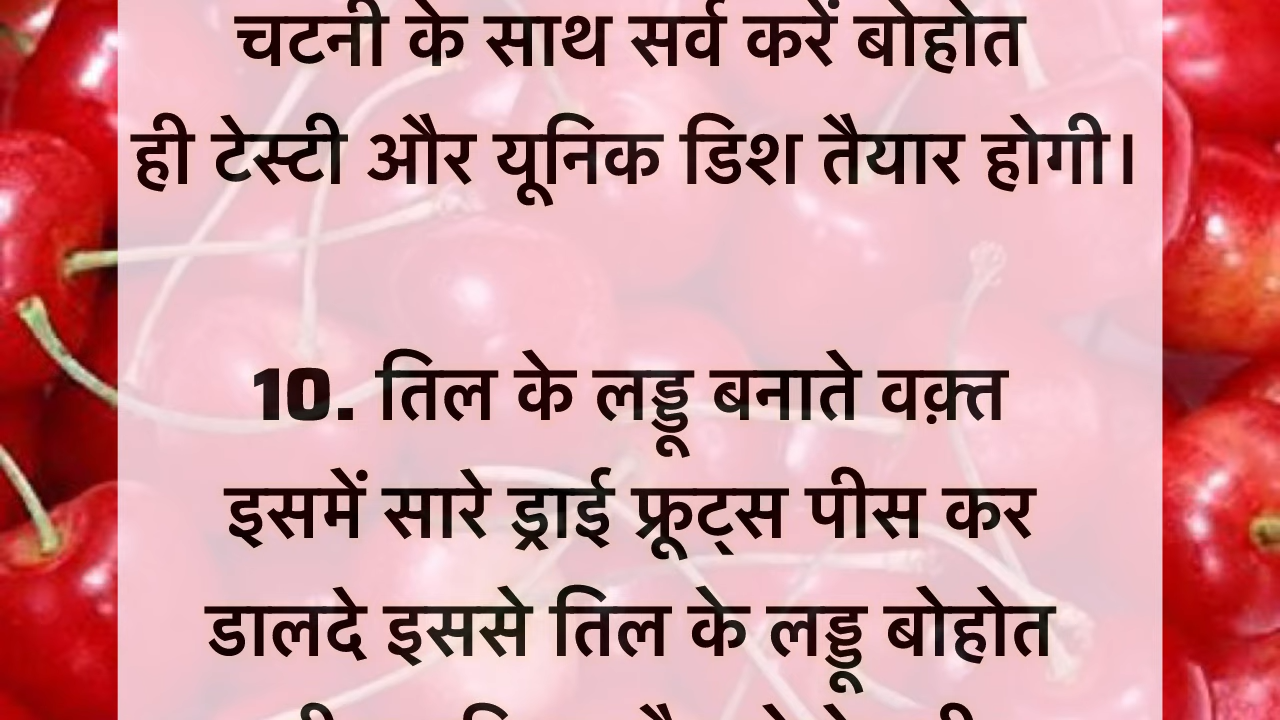 चटनी के साथ सर्व करें बोहोत
ही टेस्टी और यूनिक डिश तैयार होगी।
10. तिल के लड्डू बनाते वक़्त
इसमें सारे ड्राई फ्रूट्स पीस कर
डालदे इससे तिल के लड्डू बोहोत